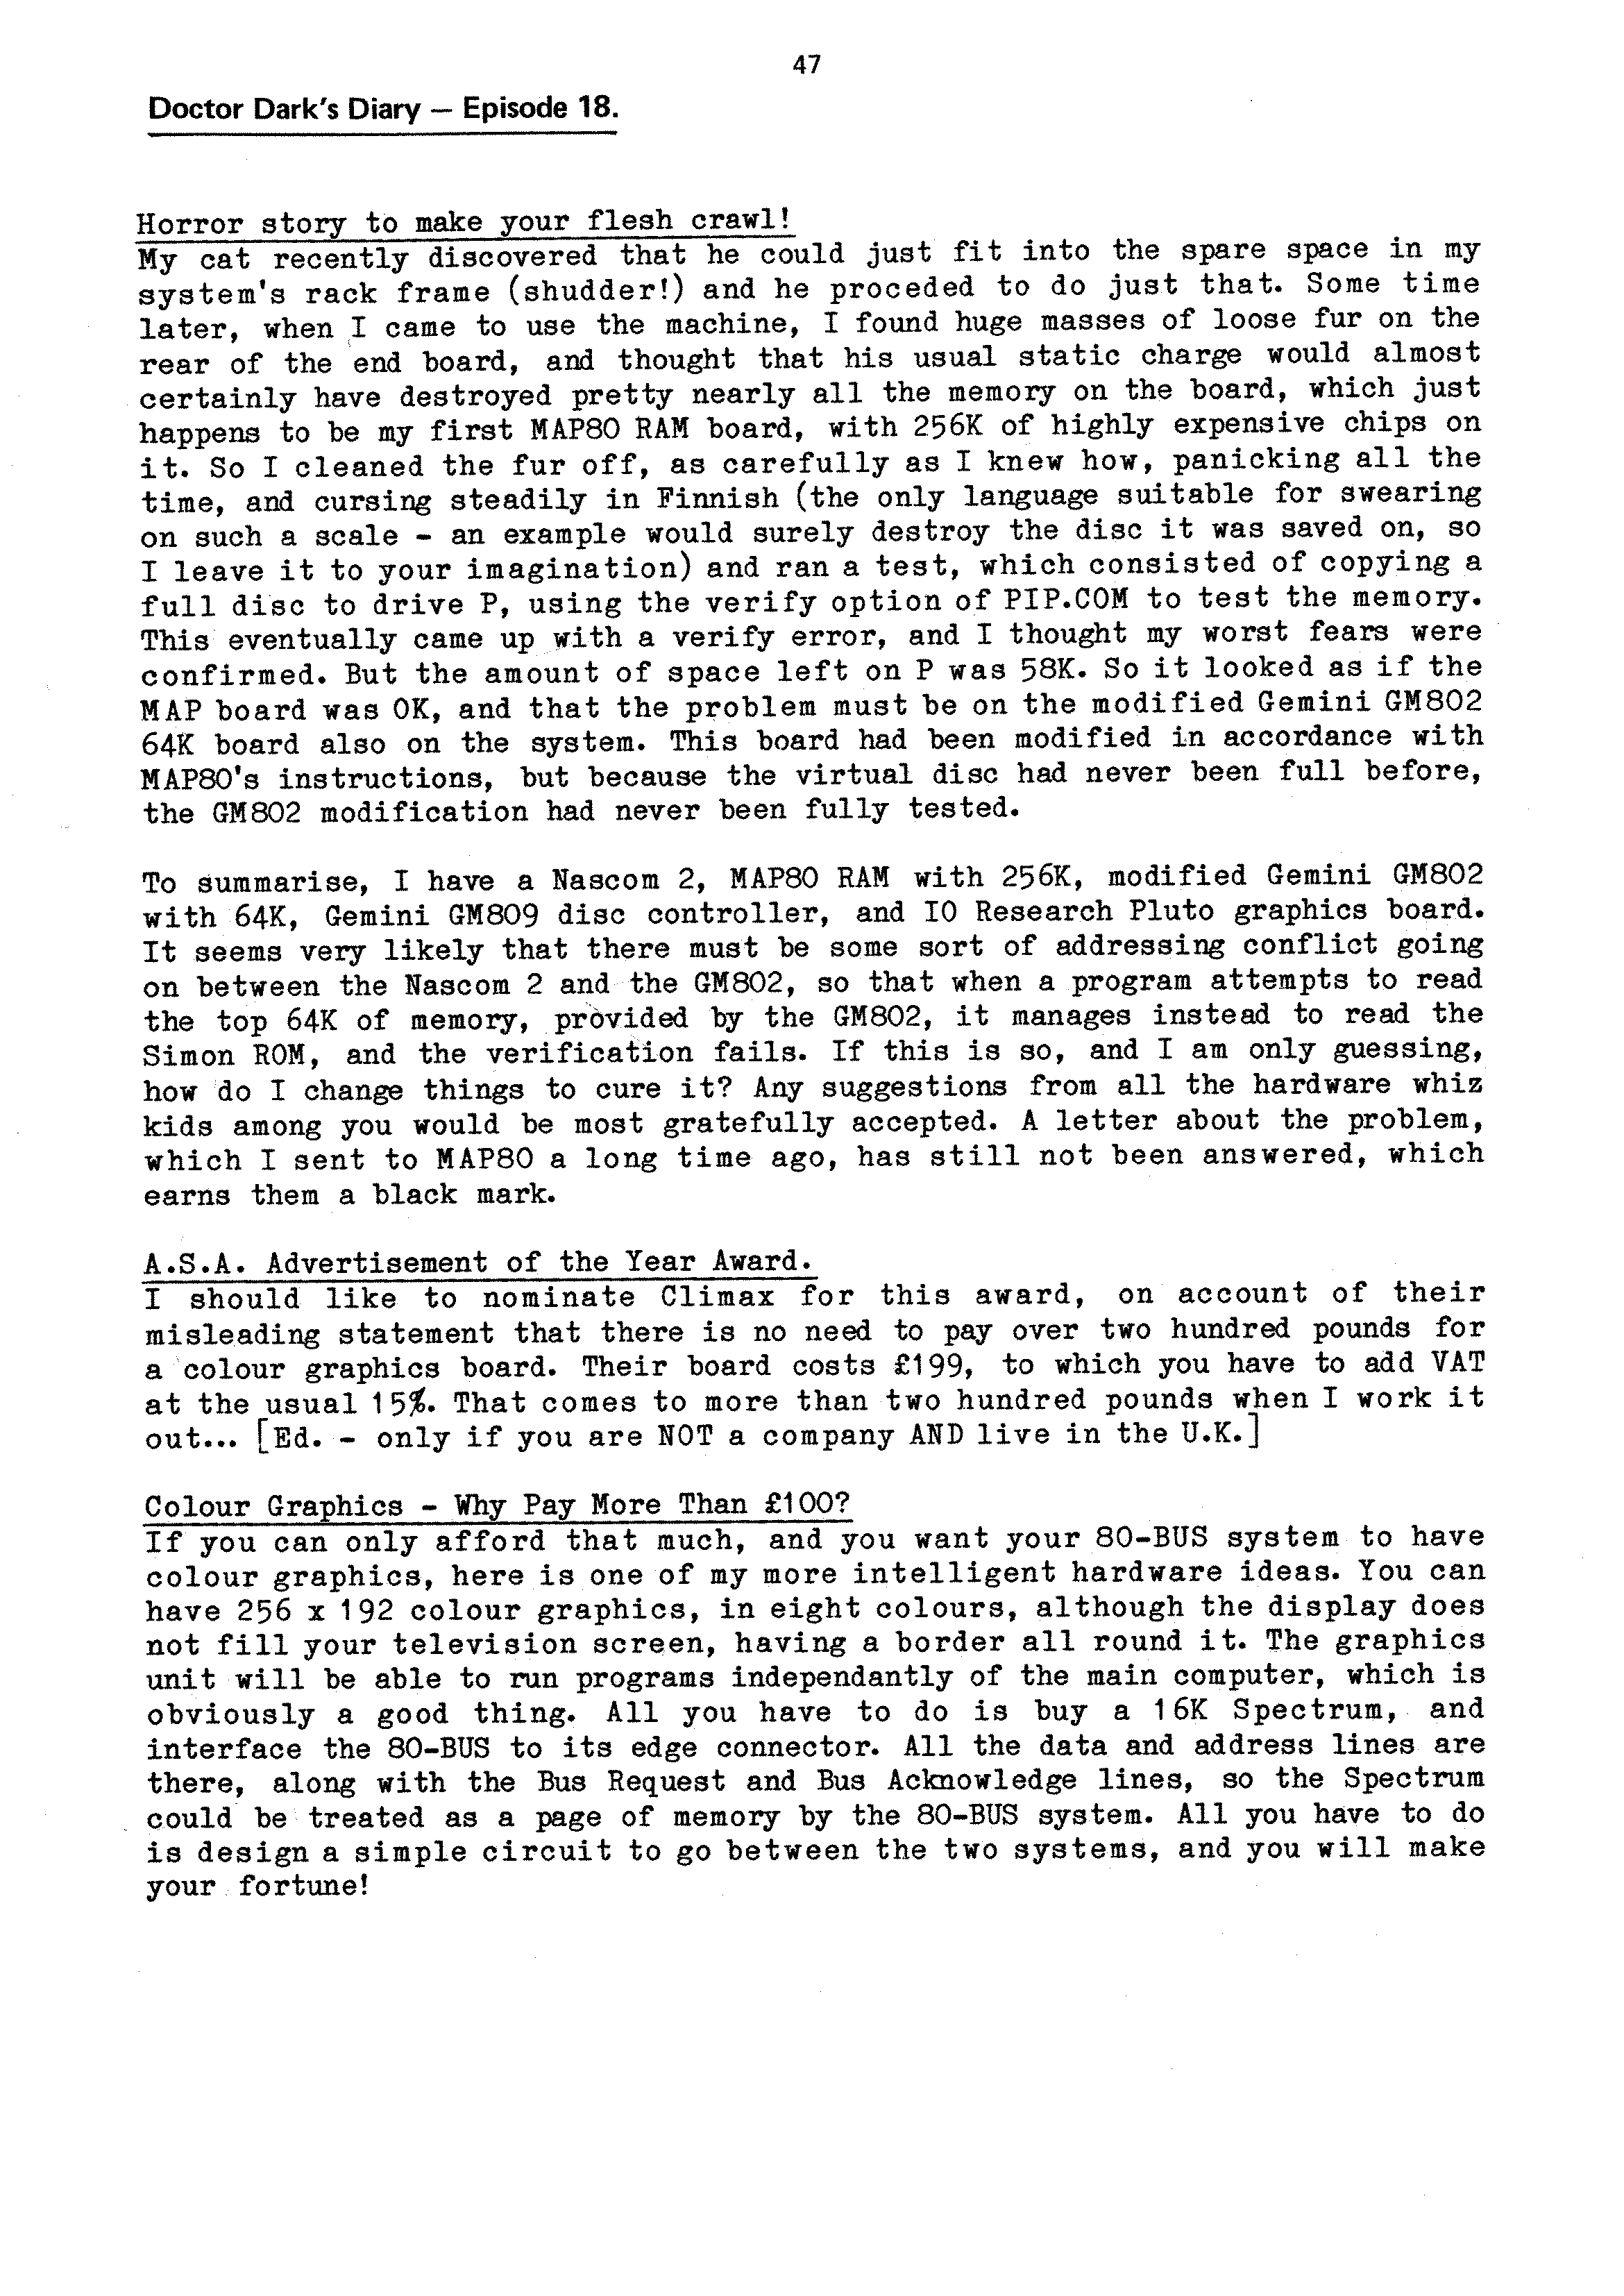 47
Doctor Dark's Diary — Episode 18.
Horror story to make your flesh crawl!
My cat recently discovered that he could just fit into the spare space in my
system's rack frame (shudder!) and he proceded to do just that. Some time
later, when I came to use the machine, I found huge masses of loose fur on the
rear of the end board, and thought that his usual static charge would almost
certainly have destroyed pretty nearly all the memory on the board, which just
happens to be my first MAP80 RAM board, with 256K of highly expensive chips on
it. So I cleaned the fur off, as carefully as I knew how, panicking all the
time, and cursing steadily in Finnish (the only language suitable for swearing
on such a scale - an example would surely destroy the disc it was saved on, so
I leave it to your imagination) and ran a test, which consisted of copying a
full disc to drive P, using the verify option of PIP.COM to test the memory.
This eventually came up with a verify error, and I thought my worst fears were
confirmed. But the amount of space left on P was 58K. So it looked as if the
MAP board was OK, and that the problem must be on the modified Gemini GM802
64K board also on the system. This board had been modified in accordance with
MAP80's instructions, but because the virtual disc had never been full before,
the GM802 modification had never been fully tested.
To summarise, I have a Nascom 2, MAP80 RAM with 256K, modified Gemini GM802
with 64K, Gemini GM809 disc controller, and IO Research Pluto graphics board.
It seems very likely that there must be some sort of addressing conflict going
on between the Nascom 2 and the GM802, so that when a program attempts to read
the top 64K of memory, provided by the GM802, it manages instead to read the
Simon ROM, and the verification fails. If this is so, and I am only guessing,
how do I change things to cure it? Any suggestions from all the hardware whiz
kids among you would be most gratefully accepted. A letter about the problem,
which I sent to MAP80 a long time ago, has still not been answered, which
earns them a black mark.
A.S.A. Advertisement of the Year Award.
I should like to nominate Climax for this award, on account of their
misleading statement that there is no need to pay over two hundred pounds for
a colour graphics board. Their board costs £199, to which you have to add VAT
at the usual 15%. That comes to more than two hundred pounds when I work it
out... [Ed. - only if you are NOT a company AND live in the U.K.]
Colour Graphics - Why Pay More Than £100?
If you can only afford that much, and you want your 80-BUS system to have
colour graphics, here is one of my more intelligent hardware ideas. You can
have 256 x 192 colour graphics, in eight colours, although the display does
not fill your television screen, having a border all round it. The graphics
unit will be able to run programs independantly of the main computer, which is
obviously a good thing. All you have to do is buy a 16K Spectrum, and
interface the 80-BUS to its edge connector. All the data and address lines are
there, along with the Bus Request and Bus Acknowledge lines, so the Spectrum
could be treated as a page of memory by the 80-BUS system. All you have to do
is design a simple circuit to go between the two systems, and you will make
your fortune!